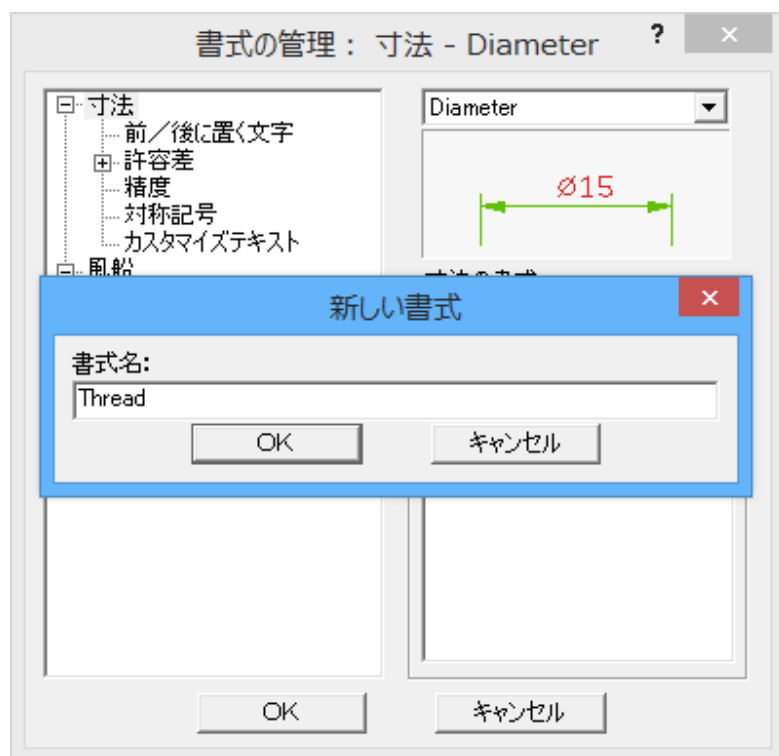 書式の管理： 寸法 - Diameter ? ×
寸法
前／後に置く文字
許容差
精度
対称記号
カスタマイズテキスト
風船
Diameter
⌀15
新しい書式 ×
書式名:
Thread
OK キャンセル
OK キャンセル